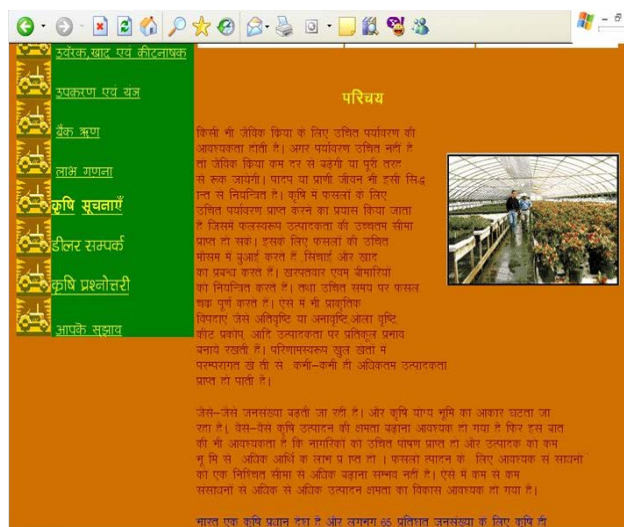 उर्वरक,खाद एवं कीटनाषक
उपकरण एवं यंत्र
बैंक ऋण
लाभ गणना
कृषि सूचनाएँ
डीलर सम्पर्क
कृषि प्रश्नोत्तरी
आपके सुझाव
परिचय
किसी भी जैविक किया के लिए उचित पर्यावरण की
आवश्यकता होती है। अगर पर्यावरण उचित नहीं है
तो जैविक किया कम दर से बढ़ेगी या पूरी तरह
से रूक जायेगी। पादप या प्राणी जीवन भी इसी सिद्ध
ान्त से नियन्त्रित है। कृषि में फसलों के लिए
उचित पर्यावरण प्राप्त करने का प्रयास किया जाता
है जिसमें फलस्वरूप उत्पादकता की उच्चतम सीमा
प्राप्त हो सके। इसके लिए फसलों की उचित
मौसम में बुआई करते हैं, सिंचाई और खाद
का प्रबन्ध करते हैं। खरपतवार एवम बीमारियां
को नियन्त्रित करते हैं। तथा उचित समय पर फसल
चक्र पूर्ण करते हैं। ऐसे में भी प्राकृतिक
विपदाएं जैसे अतिवृष्टि या अनावृष्टि,ओला वृष्टि,
कीट प्रकोप, आदि उत्पादकता पर प्रतिकूल प्रभाव
बनाये रखती हैं। परिणामस्वरूप खुले खेतों में
परम्परागत खे ती से कभी–कभी ही अधिकतम उत्पादकता
प्राप्त हो पाती है।
जैसे–जैसे जनसंख्या बढ़ती जा रही है। और कृषि योग्य भूमि का आकार घटता जा
रहा है। वैसे–वैसे कृषि उत्पादन की क्षमता बढ़ाना आवश्यक हो गया है फिर इस बात
की भी आवश्यकता है कि नागरिकों को उचित पोषण प्राप्त हो और उत्पादक को कम
भू मि से अधिक आर्थि क लाभ प्रा प्त हो । फसलो त्पादन के लिए आवश्यक सं साधनों
को एक निश्चित सीमा से अधिक बढ़ाना सम्भव नहीं है। ऐसे में कम से कम
संसाधनों से अधिक से अधिक उत्पादन क्षमता का विकास आवश्यक हो गया है।
भारत एक कृषि प्रधान देश है और लगभग 65 प्रतिषत जनसंख्या के लिए कृषि ही